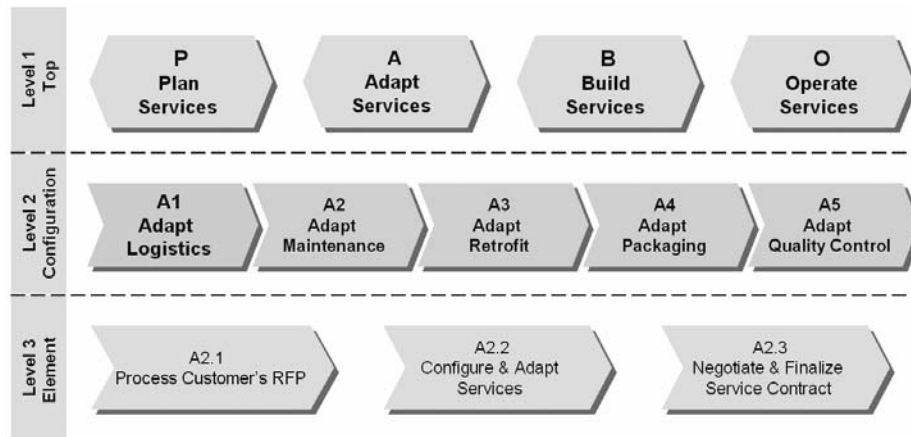 Level 1
Top
P
Plan
Services
A
Adapt
Services
B
Build
Services
O
Operate
Services
Level 2
Configuration
A1
Adapt
Logistics
A2
Adapt
Maintenance
A3
Adapt
Retrofit
A4
Adapt
Packaging
A5
Adapt
Quality Control
Level 3
Element
A2.1
Process Customer's RFP
A2.2
Configure & Adapt
Services
A2.3
Negotiate & Finalize
Service Contract